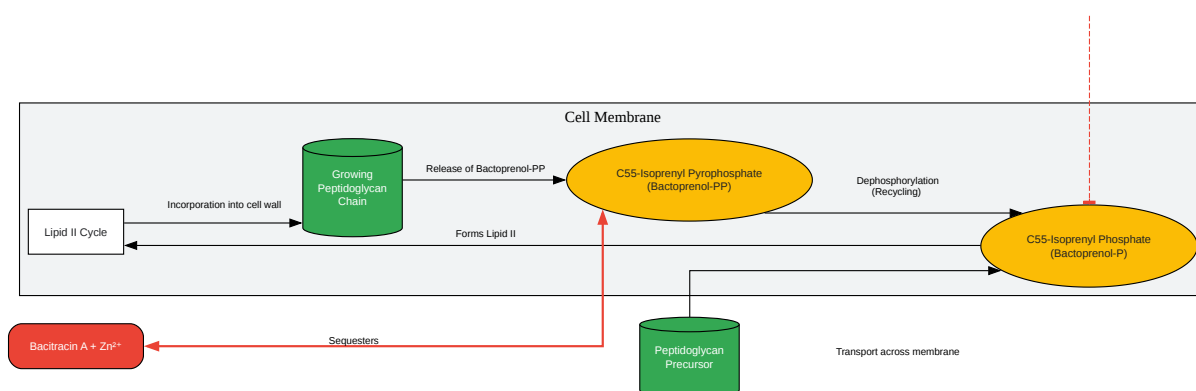 Cell Membrane
Growing
Peptidoglycan
Chain
Release of Bactoprenol-PP
C55-Isoprenyl Pyrophosphate
(Bactoprenol-PP)
Dephosphorylation
(Recycling)
Incorporation into cell wall
Lipid II Cycle
Forms Lipid II
C55-Isoprenyl Phosphate
(Bactoprenol-P)
Bacitracin A + Zn²⁺
Sequesters
Peptidoglycan
Precursor
Transport across membrane